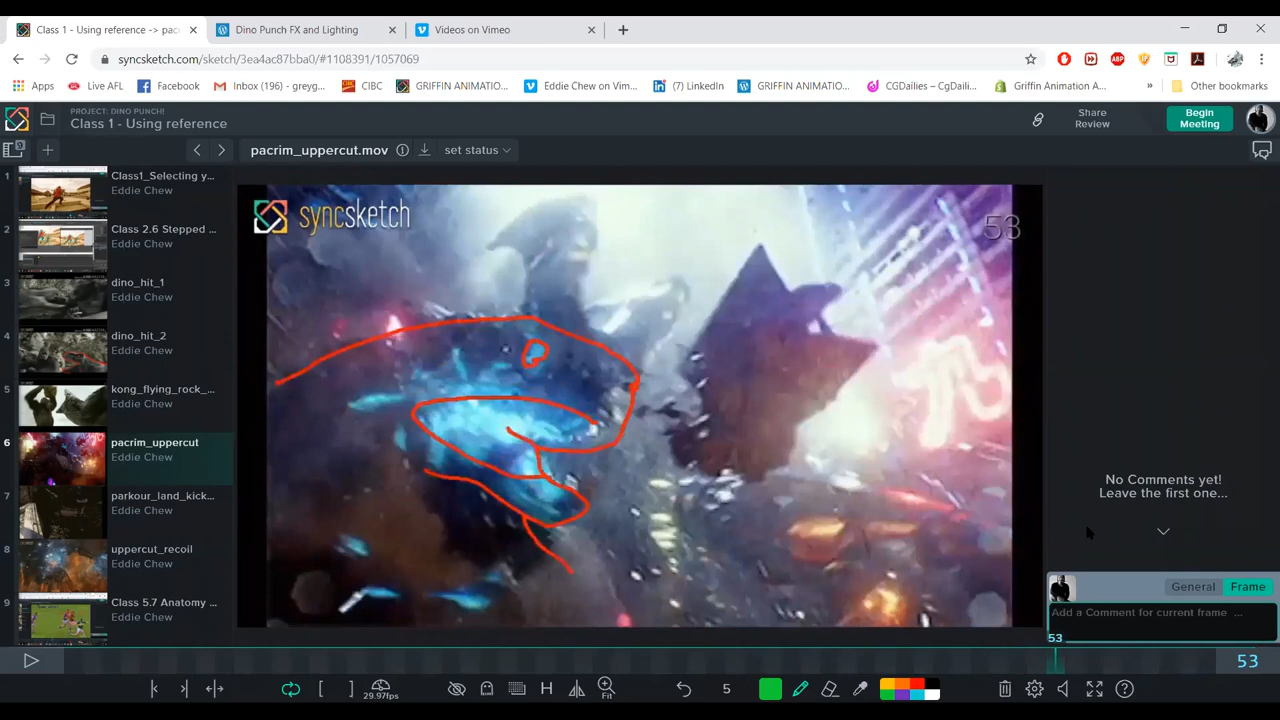 Class 1 - Using reference -> pac
Dino Punch FX and Lighting
Videos on Vimeo
syncsketch.com/sketch/3ea4ac87bba0/#1108391/1057069
ABP
Apps
Live AFL
Facebook
Inbox (196) - greyg...
CIBC
GRIFFIN ANIMATIO...
Eddie Chew on Vim...
(7) LinkedIn
GRIFFIN ANIMATIO...
CGDailies – CgDaili...
Griffin Animation A...
»
Other bookmarks
PROJECT: DINO PUNCH!
Class 1 - Using reference
Share Review
Begin Meeting
9
pacrim_uppercut.mov
set status
1
Class1_Selecting y...
Eddie Chew
2
Class 2.6 Stepped ...
Eddie Chew
3
dino_hit_1
Eddie Chew
4
dino_hit_2
Eddie Chew
5
kong_flying_rock_...
Eddie Chew
6
pacrim_uppercut
Eddie Chew
7
parkour_land_kick...
Eddie Chew
8
uppercut_recoil
Eddie Chew
9
Class 5.7 Anatomy ...
Eddie Chew
syncsketch
53
No Comments yet!
Leave the first one...
General
Frame
Add a Comment for current frame ...
53
53
29.97fps
[
]
H
Fit
5